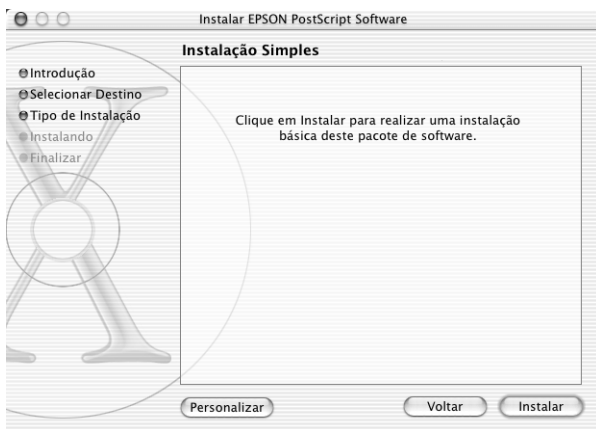 Instalar EPSON PostScript Software
Instalação Simples
Introdução
Selecionar Destino
Tipo de Instalação
Instalando
Finalizar
Clique em Instalar para realizar uma instalação
básica deste pacote de software.
Personalizar
Voltar
Instalar